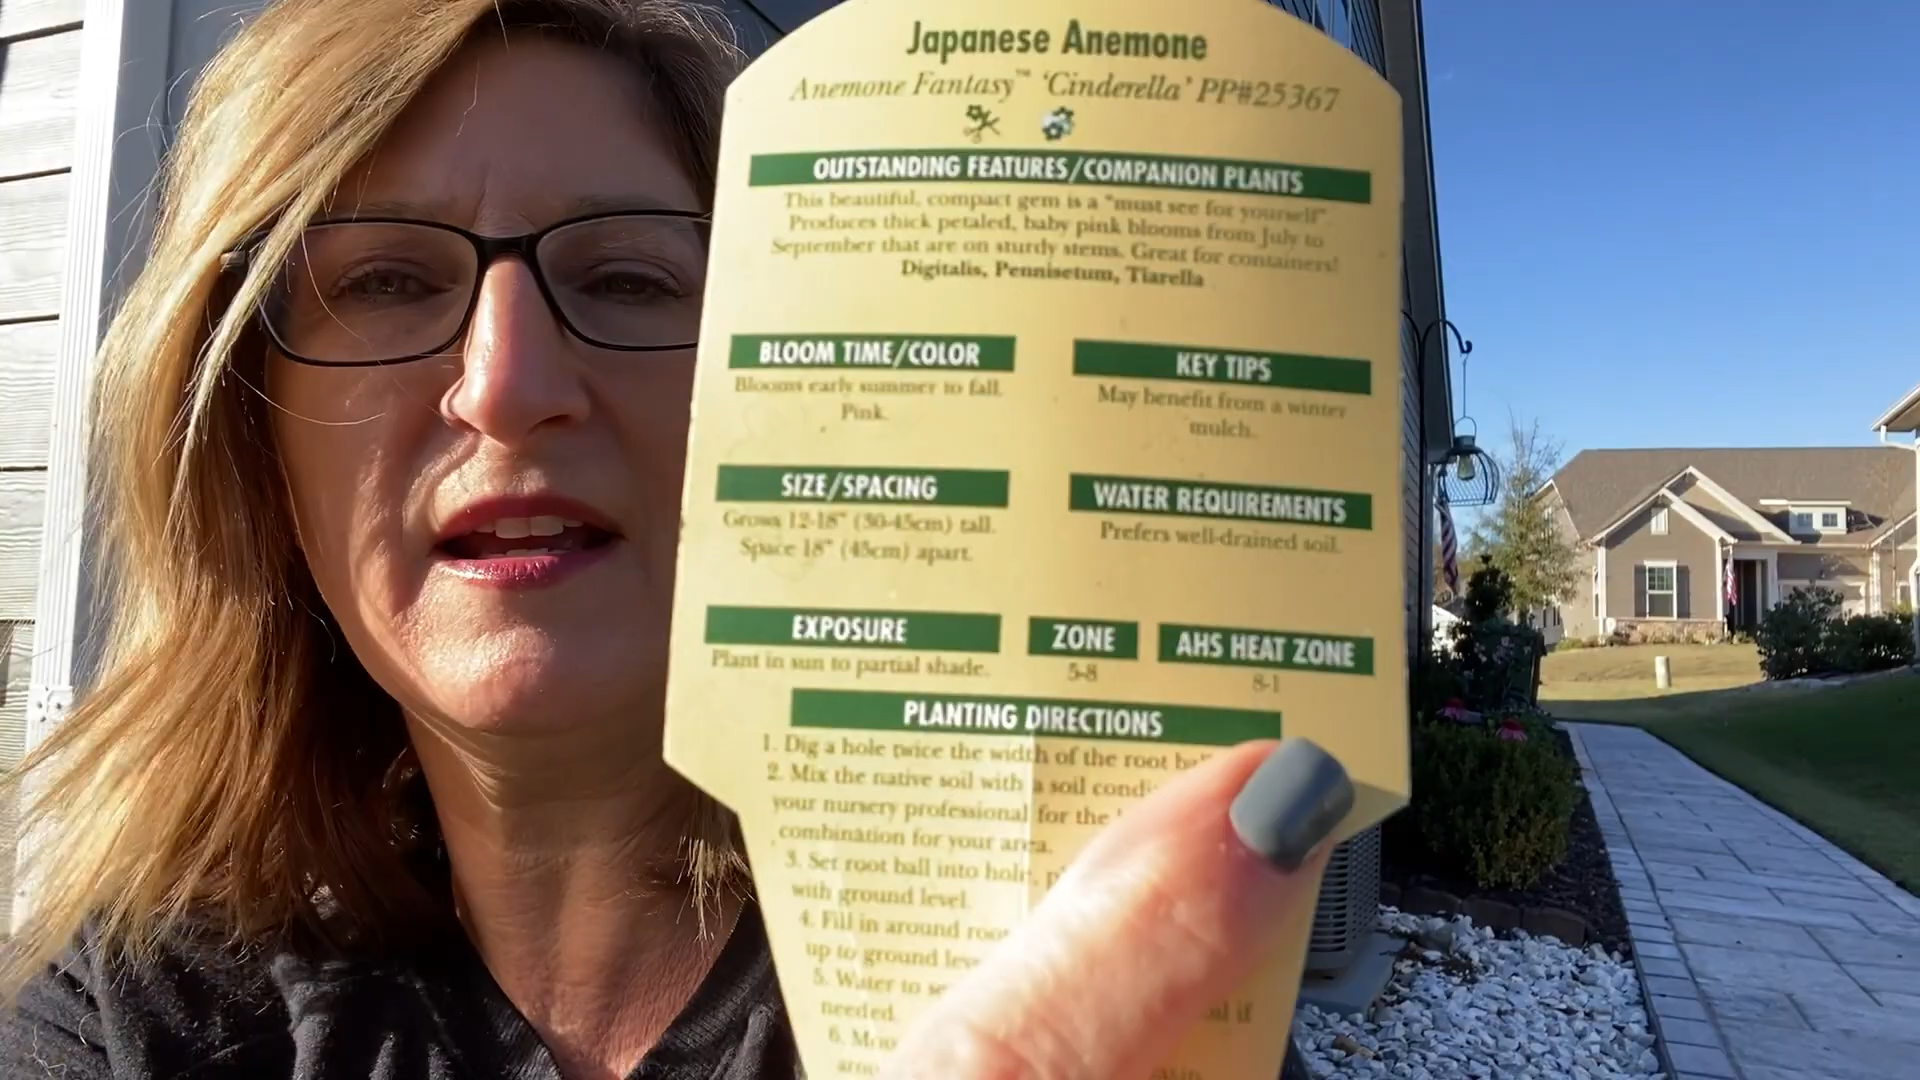 Japanese Anemone
Anemone Fantasy™ 'Cinderella' PP#25367
OUTSTANDING FEATURES/COMPANION PLANTS
This beautiful, compact gem is a "must see for yourself".
Produces thick petaled, baby pink blooms from July to
September that are on sturdy stems. Great for containers!
Digitalis, Pennisetum, Tiarella
BLOOM TIME/COLOR
Blooms early summer to fall.
Pink.
KEY TIPS
May benefit from a winter
mulch.
SIZE/SPACING
Grows 12-18" (30-45cm) tall.
Space 18" (45cm) apart.
WATER REQUIREMENTS
Prefers well-drained soil.
EXPOSURE
Plant in sun to partial shade.
ZONE
5-8
AHS HEAT ZONE
8-1
PLANTING DIRECTIONS
1. Dig a hole twice the width of the root
2. Mix the native soil with a soil
your nursery professional for the
combination for your area.
3. Set root ball into hole,
with ground level.
4. Fill in around
up to ground
5. Water to
needed. if
6.